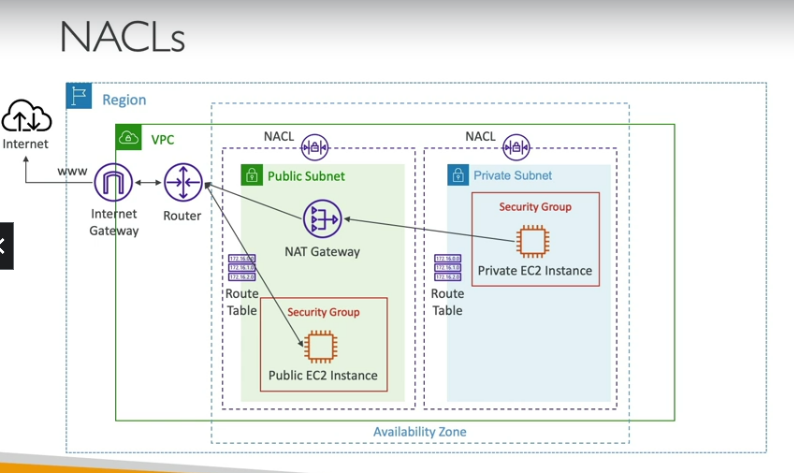 NACLs
Region
Internet
VPC
www
Internet
Gateway
Router
NACL
Public Subnet
NAT Gateway
Route
Table
Security Group
Public EC2 Instance
NACL
Private Subnet
Security Group
Private EC2 Instance
Route
Table
Availability Zone